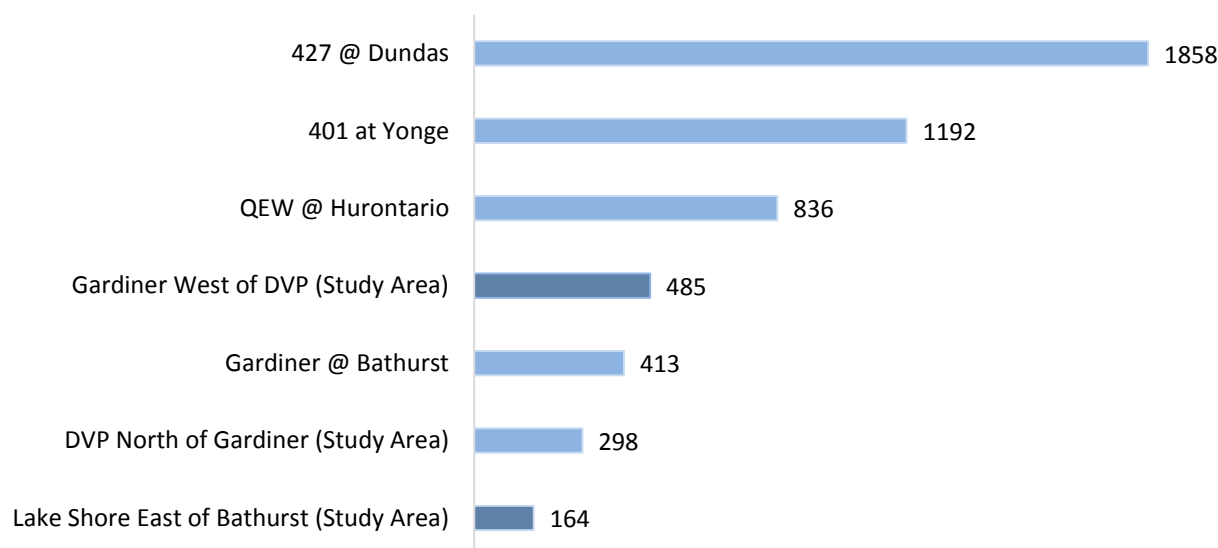 427 @ Dundas 1858
401 at Yonge 1192
QEW @ Hurontario 836
Gardiner West of DVP (Study Area) 485
Gardiner @ Bathurst 413
DVP North of Gardiner (Study Area) 298
Lake Shore East of Bathurst (Study Area) 164